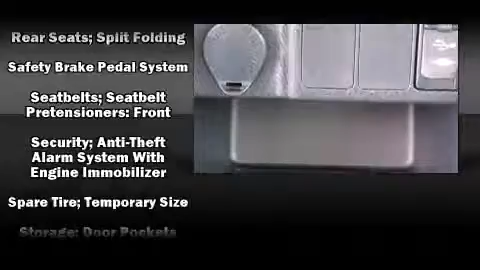 Rear Seats; Split Folding
Safety Brake Pedal System
Seatbelts; Seatbelt
Pretensioners: Front
Security; Anti-Theft
Alarm System With
Engine Immobilizer
Spare Tire; Temporary Size
Storage: Door Pockets